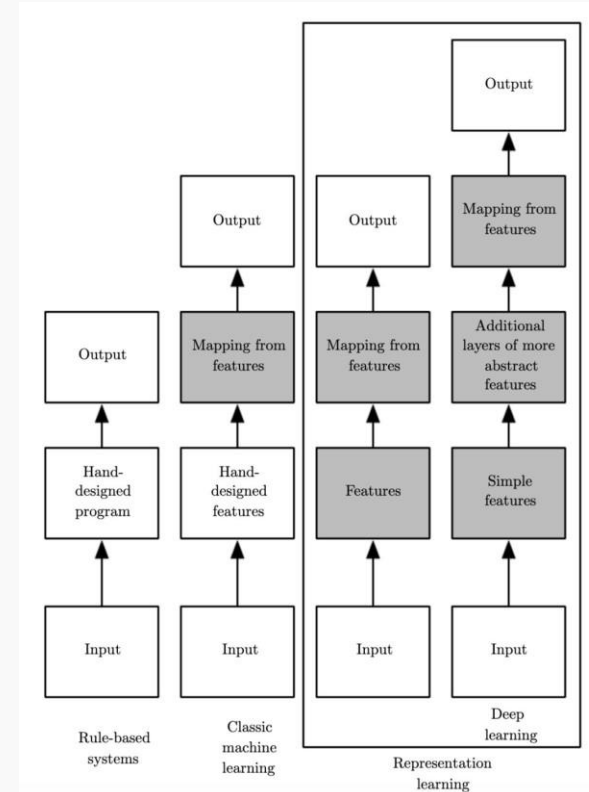 Output
Output
Output
Mapping from
features
Output
Mapping from
features
Mapping from
features
Additional
layers of more
abstract
features
Hand-
designed
program
Hand-
designed
features
Features
Simple
features
Input
Input
Input
Input
Rule-based
systems
Classic
machine
learning
Deep
learning
Representation
learning